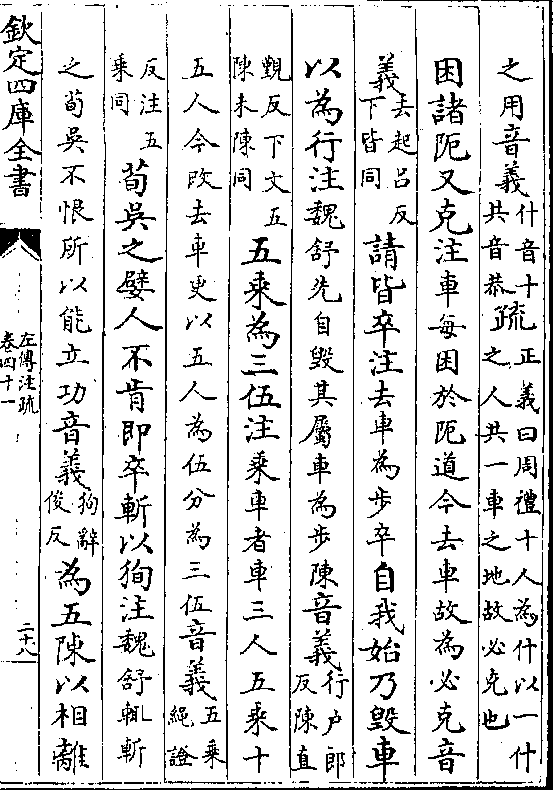 之用音義什音十共音恭疏正義曰周禮十人為什以一什之人共一車之地故必克也
困諸阨又克注車每困於阨道今去車故為必克音
義去起呂反下皆同請皆卒注去車為步卒自我始乃毀車
以為行注魏舒先自毀其屬車為步陳音義行户郎反陳直
覲反下文五陳未陳同五乘為三伍注乘車者車三人五乘十
五人今改去車更以五人為伍分為三伍音義五乘繩證
反注五乘同荀吳之嬖人不肯即卒斬以狥注魏舒輒斬
之荀吳不恨所以能立功音義狥辭俊反為五陳以相離
欽定四庫全書
左傳注疏
卷四十一
二十八